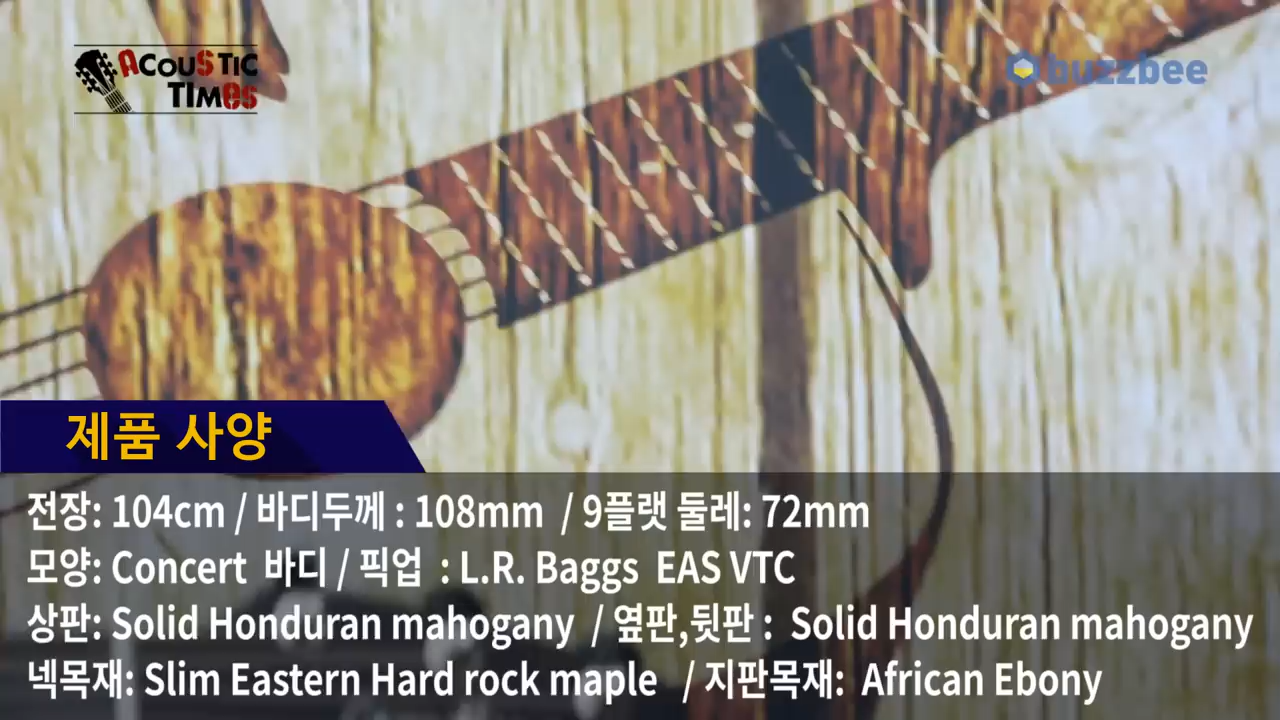 AcouSTIC
TIMes
buzzbee
제품 사양
전장: 104cm / 바디두께 : 108mm / 9플랫 둘레: 72mm
모양: Concert 바디 / 픽업 : L.R. Baggs EAS VTC
상판: Solid Honduran mahogany / 옆판,뒷판 : Solid Honduran mahogany
넥목재: Slim Eastern Hard rock maple / 지판목재: African Ebony